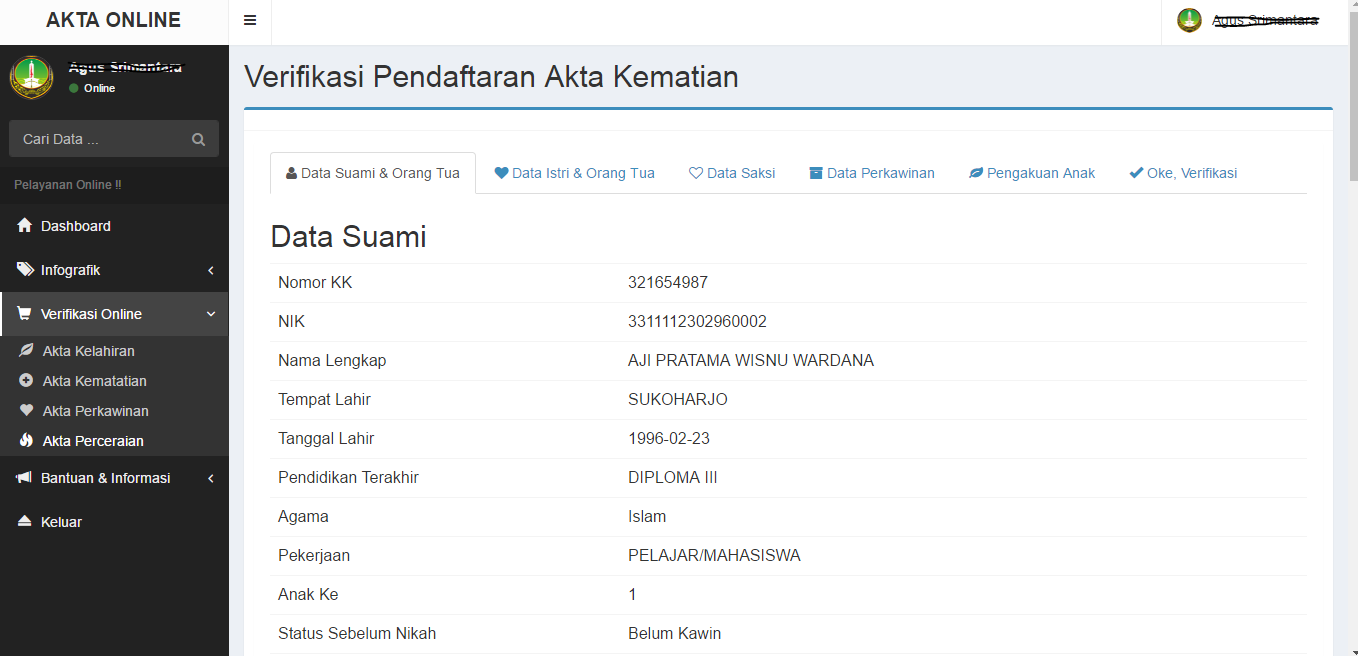 AKTA ONLINE
Agus Srimantara
Agus Srimantara
Online
Cari Data ...
Pelayanan Online !!
Dashboard
Infografik
Verifikasi Online
Akta Kelahiran
Akta Kematatian
Akta Perkawinan
Akta Perceraian
Bantuan & Informasi
Keluar
Verifikasi Pendaftaran Akta Kematian
Data Suami & Orang Tua Data Istri & Orang Tua Data Saksi Data Perkawinan Pengakuan Anak Oke, Verifikasi
Data Suami
Nomor KK 321654987
NIK 3311112302960002
Nama Lengkap AJI PRATAMA WISNU WARDANA
Tempat Lahir SUKOHARJO
Tanggal Lahir 1996-02-23
Pendidikan Terakhir DIPLOMA III
Agama Islam
Pekerjaan PELAJAR/MAHASISWA
Anak Ke 1
Status Sebelum Nikah Belum Kawin